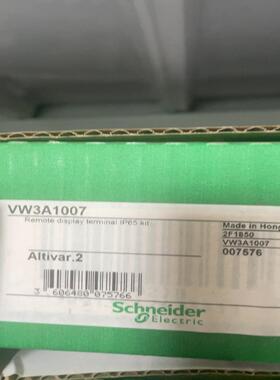 VW3A1007
Remote display terminal IP65 kit
Altivar.2
Made in Hong
2F1850
VW3A1007
007576
3 606480 075766
Schneider
Electric